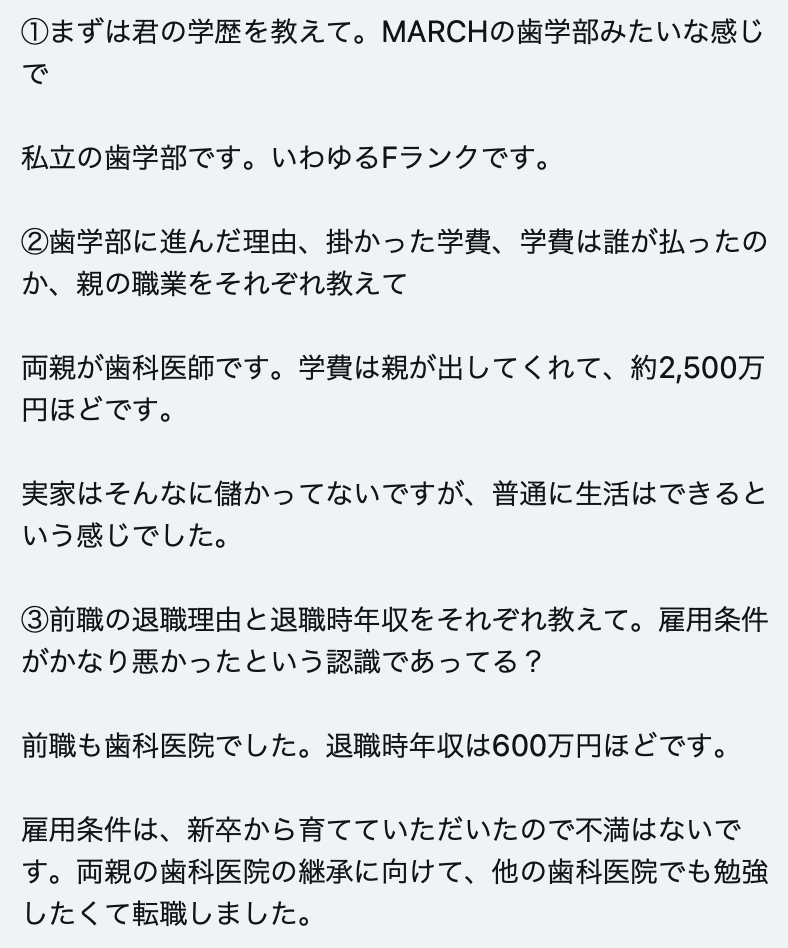 ①まずは君の学歴を教えて。MARCHの歯学部みたいな感じ
で
私立の歯学部です。いわゆるFランクです。
②歯学部に進んだ理由、掛かった学費、学費は誰が払ったの
か、親の職業をそれぞれ教えて
両親が歯科医師です。学費は親が出してくれて、約2,500万
円ほどです。
実家はそんなに儲かってないですが、普通に生活はできると
いう感じでした。
③前職の退職理由と退職時年収をそれぞれ教えて。雇用条件
がかなり悪かったという認識であってる？
前職も歯科医院でした。退職時年収は600万円ほどです。
雇用条件は、新卒から育てていただいたので不満はないで
す。両親の歯科医院の継承に向けて、他の歯科医院でも勉強
したくて転職しました。